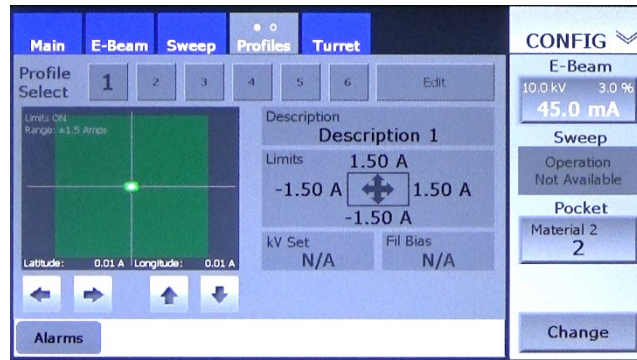 Main E-Beam Sweep Profiles Turret
CONFIG
Profile Select 1 2 3 4 5 6 Edit
E-Beam
10.0 kV 3.0 %
45.0 mA
Limits ON
Range: ±1.5 Amps
Description
Description 1
Sweep
Operation
Not Available
Limits
1.50 A
-1.50 A 1.50 A
-1.50 A
Pocket
Material 2
2
kV Set Fil Bias
N/A N/A
Latitude: 0.01 A Longitude: 0.01 A
Alarms
Change